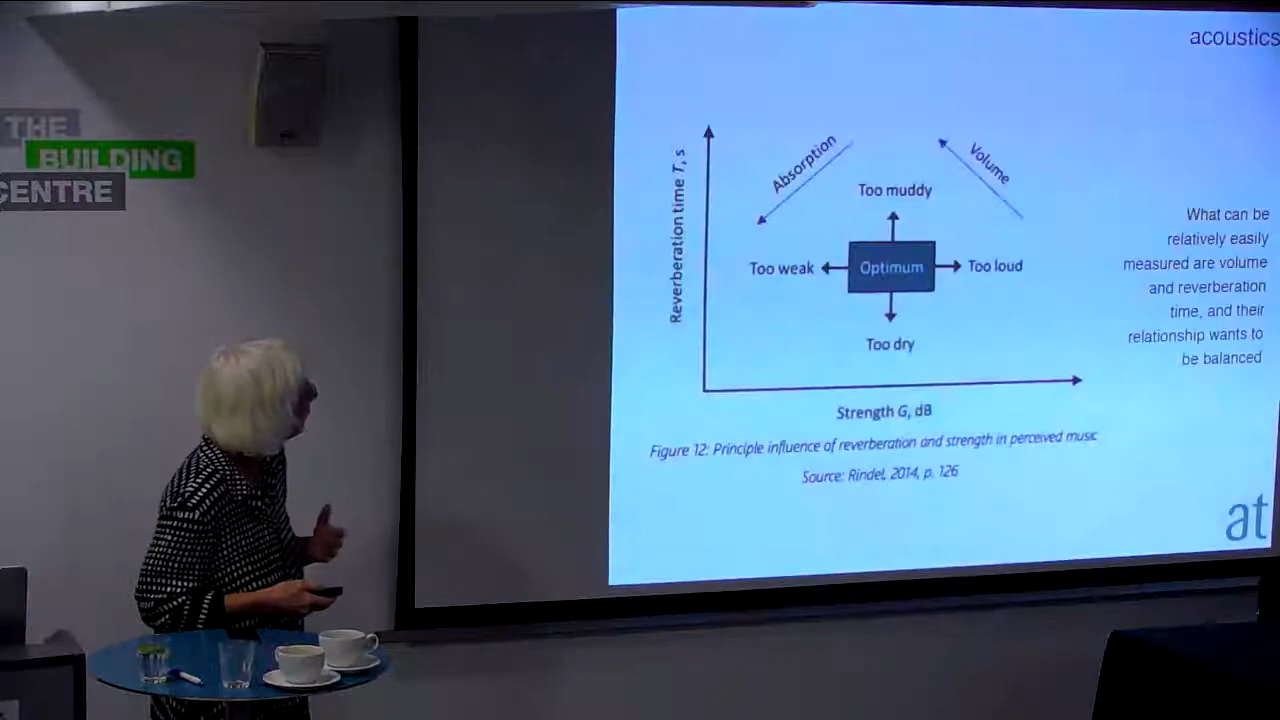 THE
BUILDING
CENTRE
acoustics
Reverberation time T, s
Absorption
Volume
Too muddy
Too weak
Optimum
Too loud
Too dry
Strength G, dB
Figure 12: Principle influence of reverberation and strength in perceived music
Source: Rindel, 2014, p. 126
What can be
relatively easily
measured are volume
and reverberation
time, and their
relationship wants to
be balanced
at